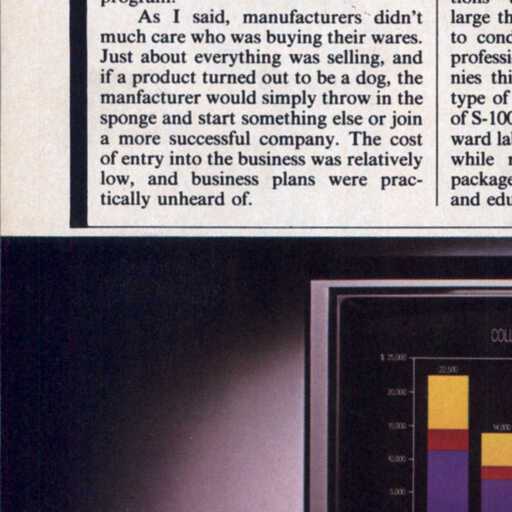 program.
As I said, manufacturers didn't
much care who was buying their wares.
Just about everything was selling, and
if a product turned out to be a dog, the
manfacturer would simply throw in the
sponge and start something else or join
a more successful company. The cost
of entry into the business was relatively
low, and business plans were prac-
tically unheard of.
large th
to cond
professi
nies thi
type of
of S-100
ward la
while
package
and edu
COLL
$ 25,000
22,500
20,000
15,000
14,000
10,000
5,000